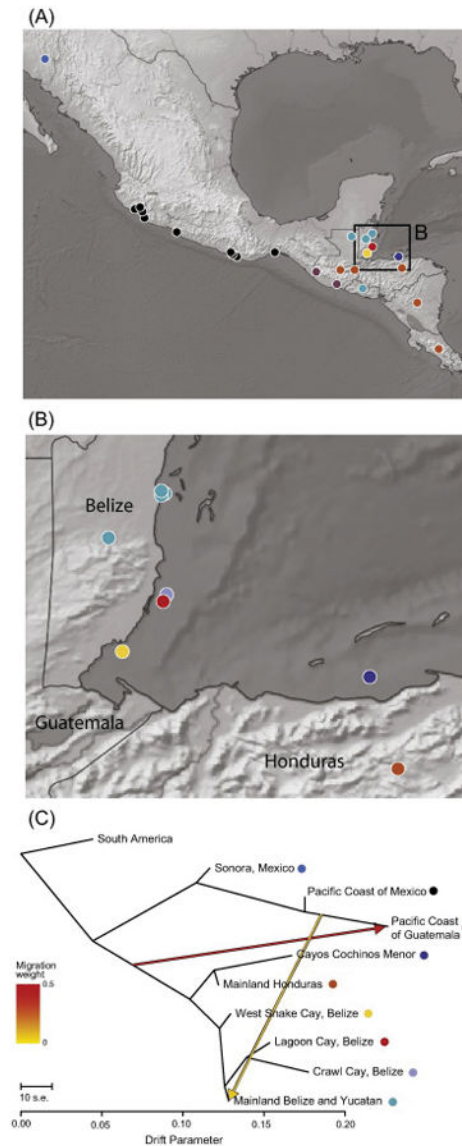 (A)
B
(B)
Belize
Guatemala
Honduras
(C)
South America
Sonora, Mexico
Pacific Coast of Mexico
Pacific Coast
of Guatemala
Cayos Cochinos Menor
Mainland Honduras
West Snake Cay, Belize
Lagoon Cay, Belize
Crawl Cay, Belize
Mainland Belize and Yucatan
Migration
weight
0.5
0
10 s.e.
0.00
0.05
0.10
0.15
0.20
Drift Parameter